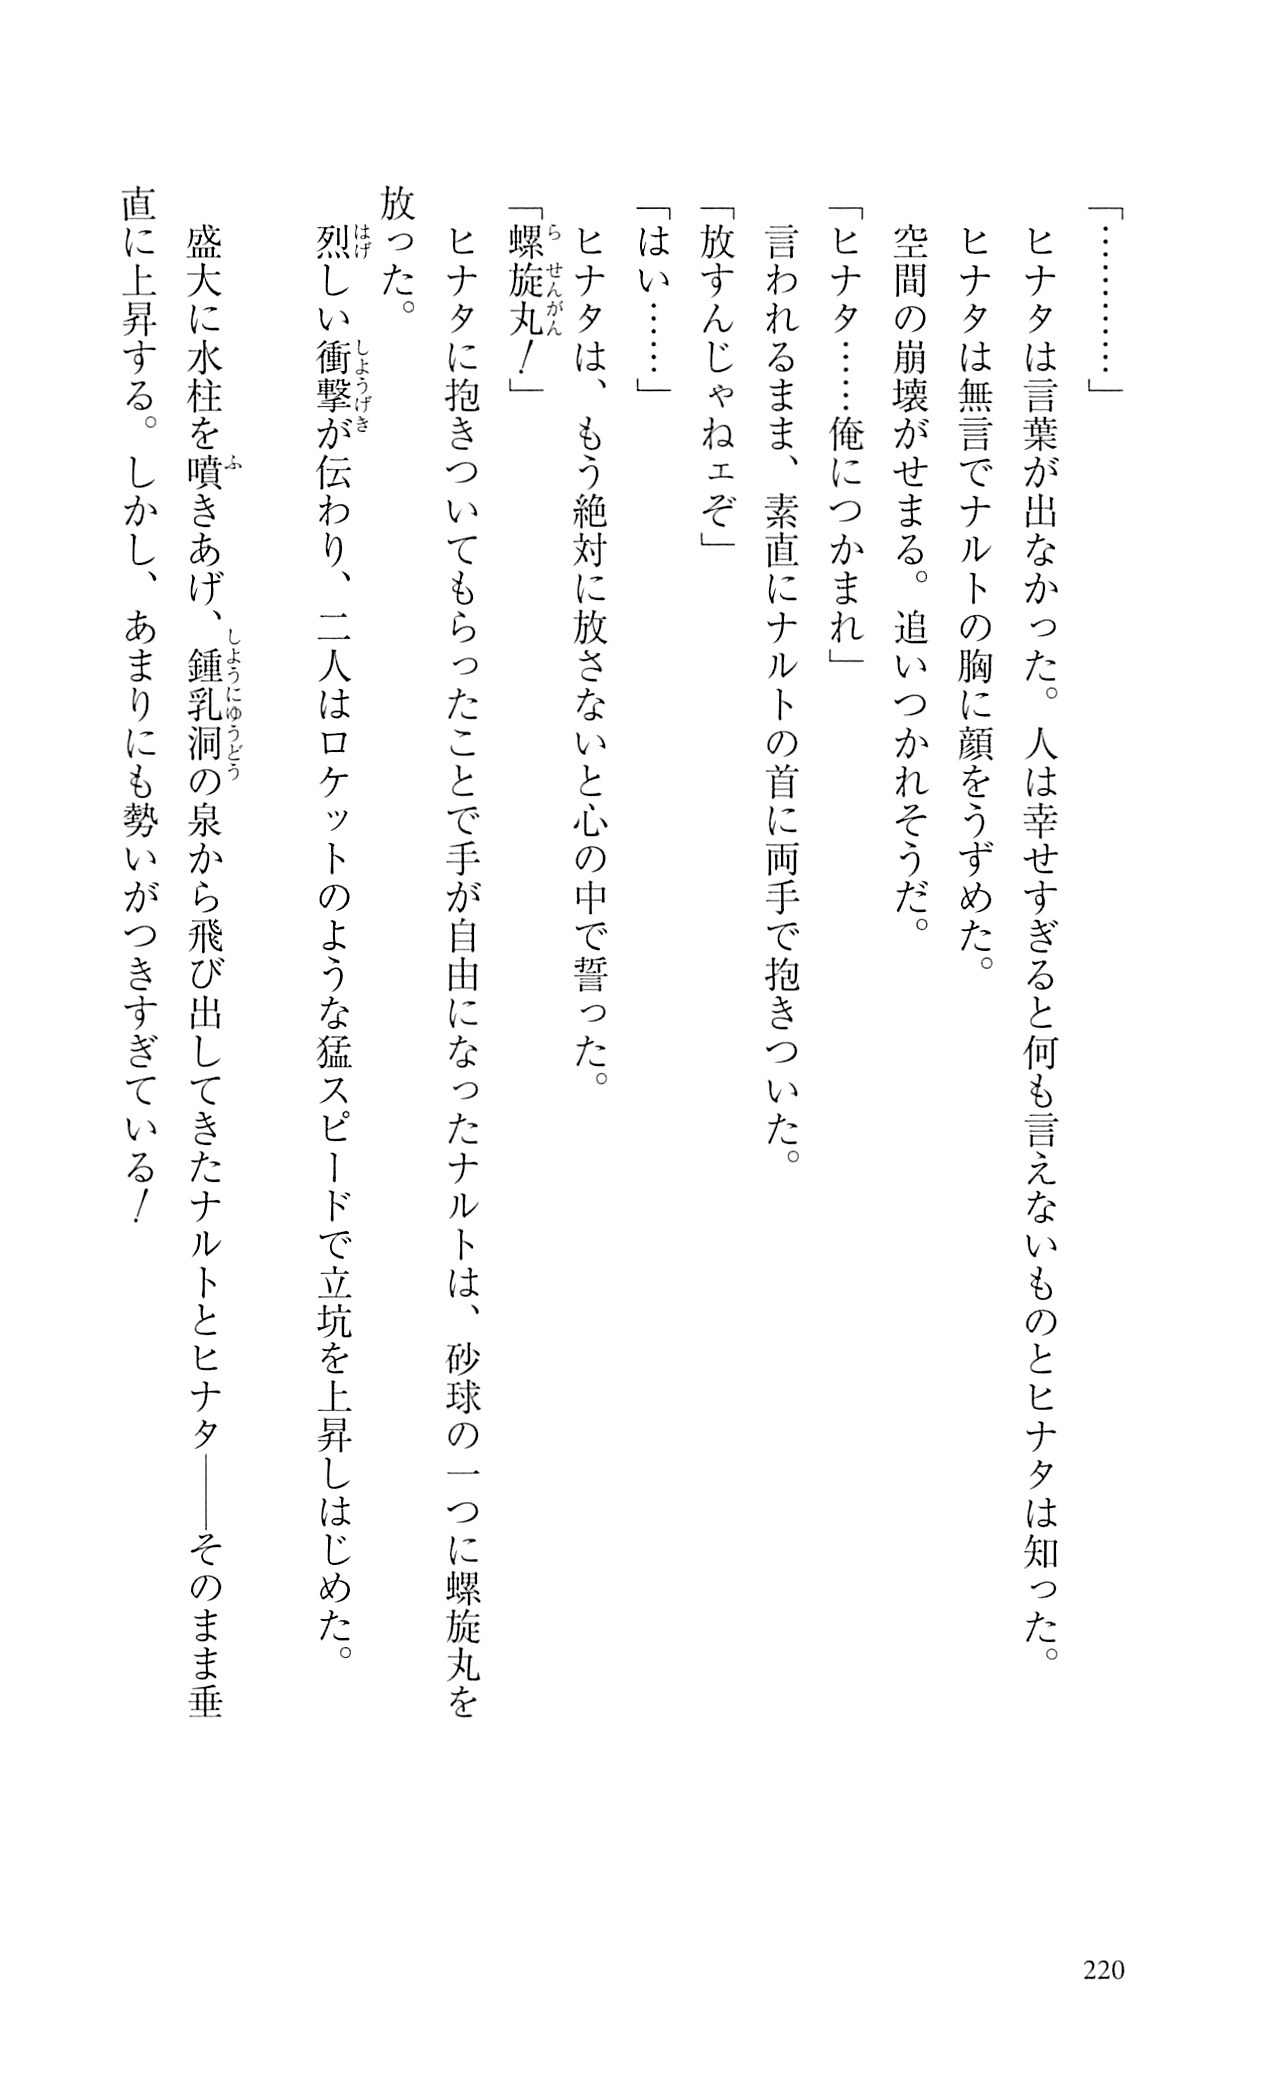 「…………」
ヒナタは言葉が出なかった。人は幸せすぎると何も言えないものとヒナタは知った。
ヒナタは無言でナルトの胸に顔をうずめた。
空間の崩壊がせまる。追いつかれそうだ。
「ヒナタ……俺につかまれ」
言われるまま、素直にナルトの首に両手で抱きついた。
「放すんじゃねェぞ」
「はい……」
ヒナタは、もう絶対に放さないと心の中で誓った。
「螺旋丸！」
ヒナタに抱きついてもらったことで手が自由になったナルトは、砂球の一つに螺旋丸を
放った。
烈しい衝撃が伝わり、二人はロケットのような猛スピードで立坑を上昇しはじめた。
盛大に水柱を噴きあげ、鍾乳洞の泉から飛び出してきたナルトとヒナタ――そのまま垂
直に上昇する。しかし、あまりにも勢いがつきすぎている！
220